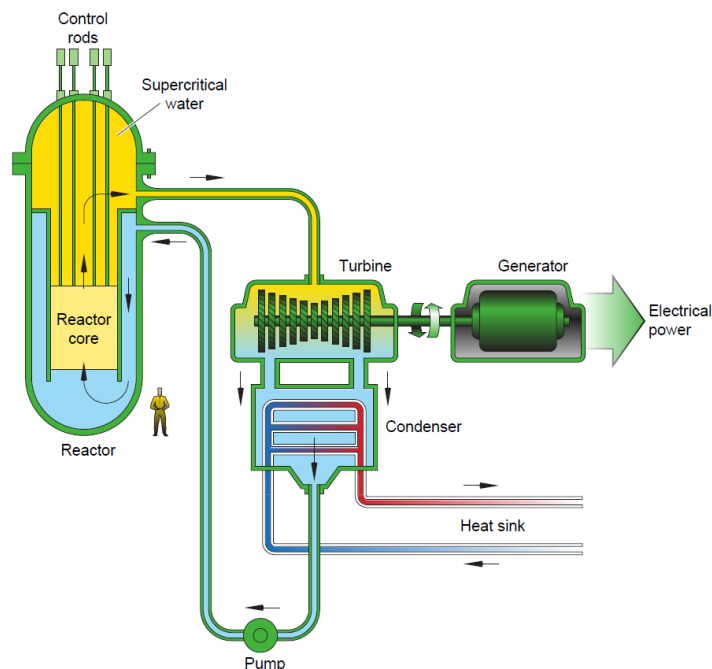 Control
rods
Supercritical
water
Turbine
Generator
Electrical
power
Reactor
core
Condenser
Reactor
Heat sink
Pump